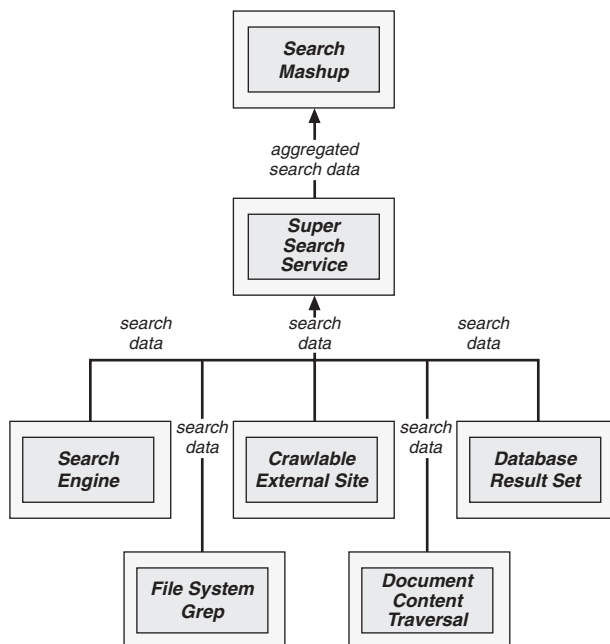 Search
Mashup
aggregated
search data
Super
Search
Service
search
data
search
data
search
data
Search
Engine
search
data
Crawlable
External Site
search
data
Database
Result Set
File System
Grep
Document
Content
Traversal